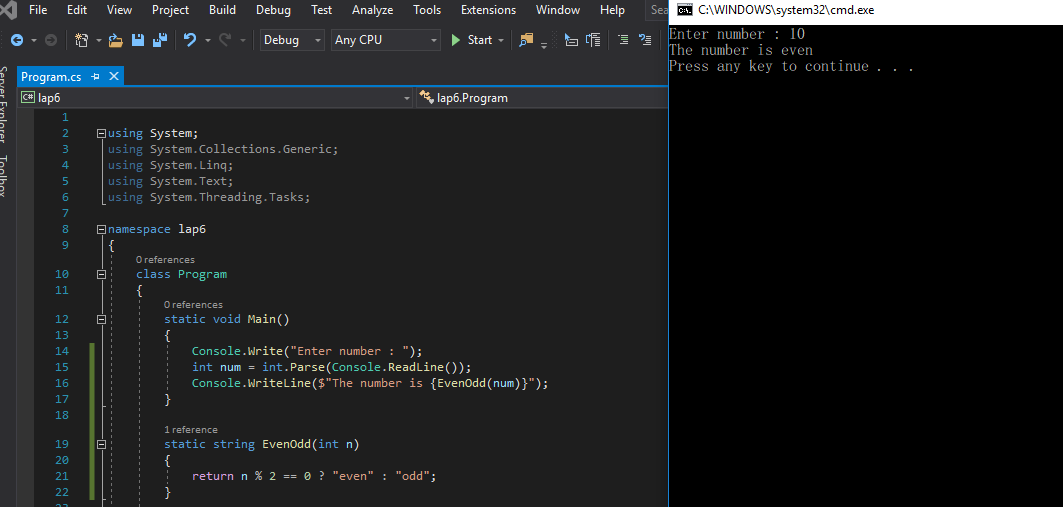 File Edit View Project Build Debug Test Analyze Tools Extensions Window Help Sea
Debug Any CPU Start
Program.cs
C# lap6 lap6.Program
Server Explorer
Toolbox
1
2 using System;
3 using System.Collections.Generic;
4 using System.Linq;
5 using System.Text;
6 using System.Threading.Tasks;
7
8 namespace lap6
9 {
0 references
10 class Program
11 {
0 references
12 static void Main()
13 {
14 Console.Write("Enter number : ");
15 int num = int.Parse(Console.ReadLine());
16 Console.WriteLine($"The number is {EvenOdd(num)}");
17 }
18
1 reference
19 static string EvenOdd(int n)
20 {
21 return n % 2 == 0 ? "even" : "odd";
22 }
C:\WINDOWS\system32\cmd.exe
Enter number : 10
The number is even
Press any key to continue . . .